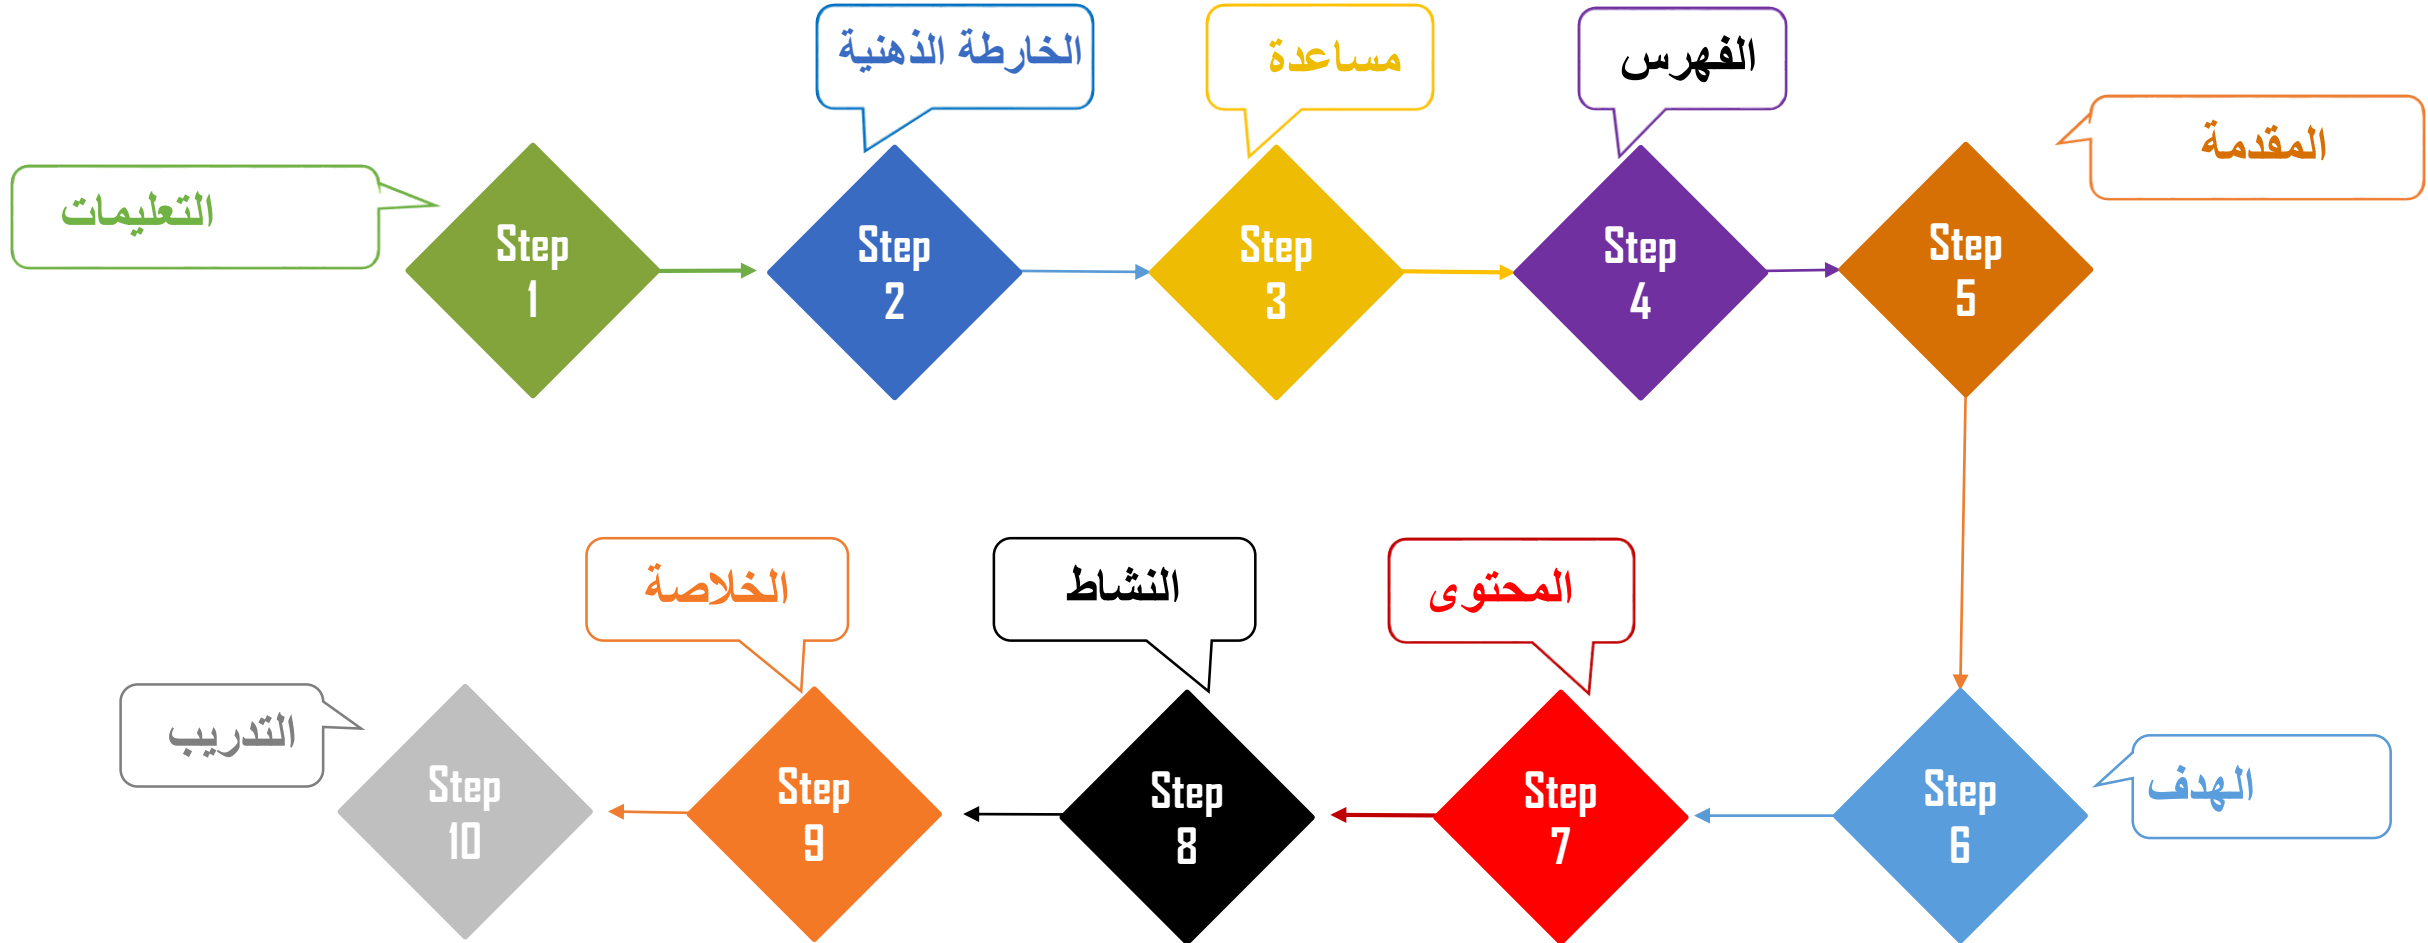 التعليمات
Step
1
الخارطة الذهنية
Step
2
مساعدة
Step
3
الفهرس
Step
4
المقدمة
Step
5
الهدف
Step
6
المحتوى
Step
7
النشاط
Step
8
الخلاصة
Step
9
التدريب
Step
10